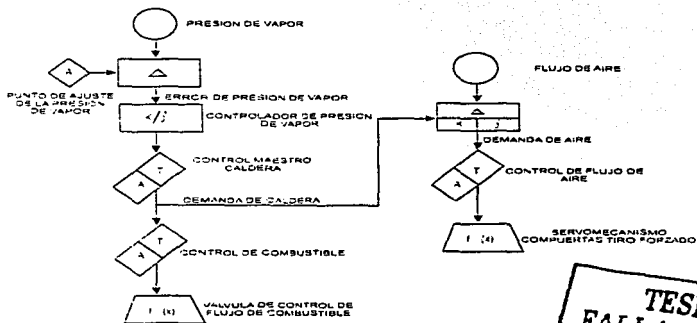 PRESION DE VAPOR
A
Δ
PUNTO DE AJUSTE
DE LA PRESION
DE VAPOR
ERROR DE PRESION DE VAPOR
K/∫
CONTROLADOR DE PRESION
DE VAPOR
CONTROL MAESTRO
CALDERA
T
A
DEMANDA DE CALDERA
A
T
CONTROL DE COMBUSTIBLE
f (x)
VALVULA DE CONTROL DE
FLUJO DE COMBUSTIBLE
FLUJO DE AIRE
Δ
K
∫
DEMANDA DE AIRE
T
A
CONTROL DE FLUJO DE
AIRE
f (x)
SERVOMECANISMO
COMPUERTAS TIRO FORZADO